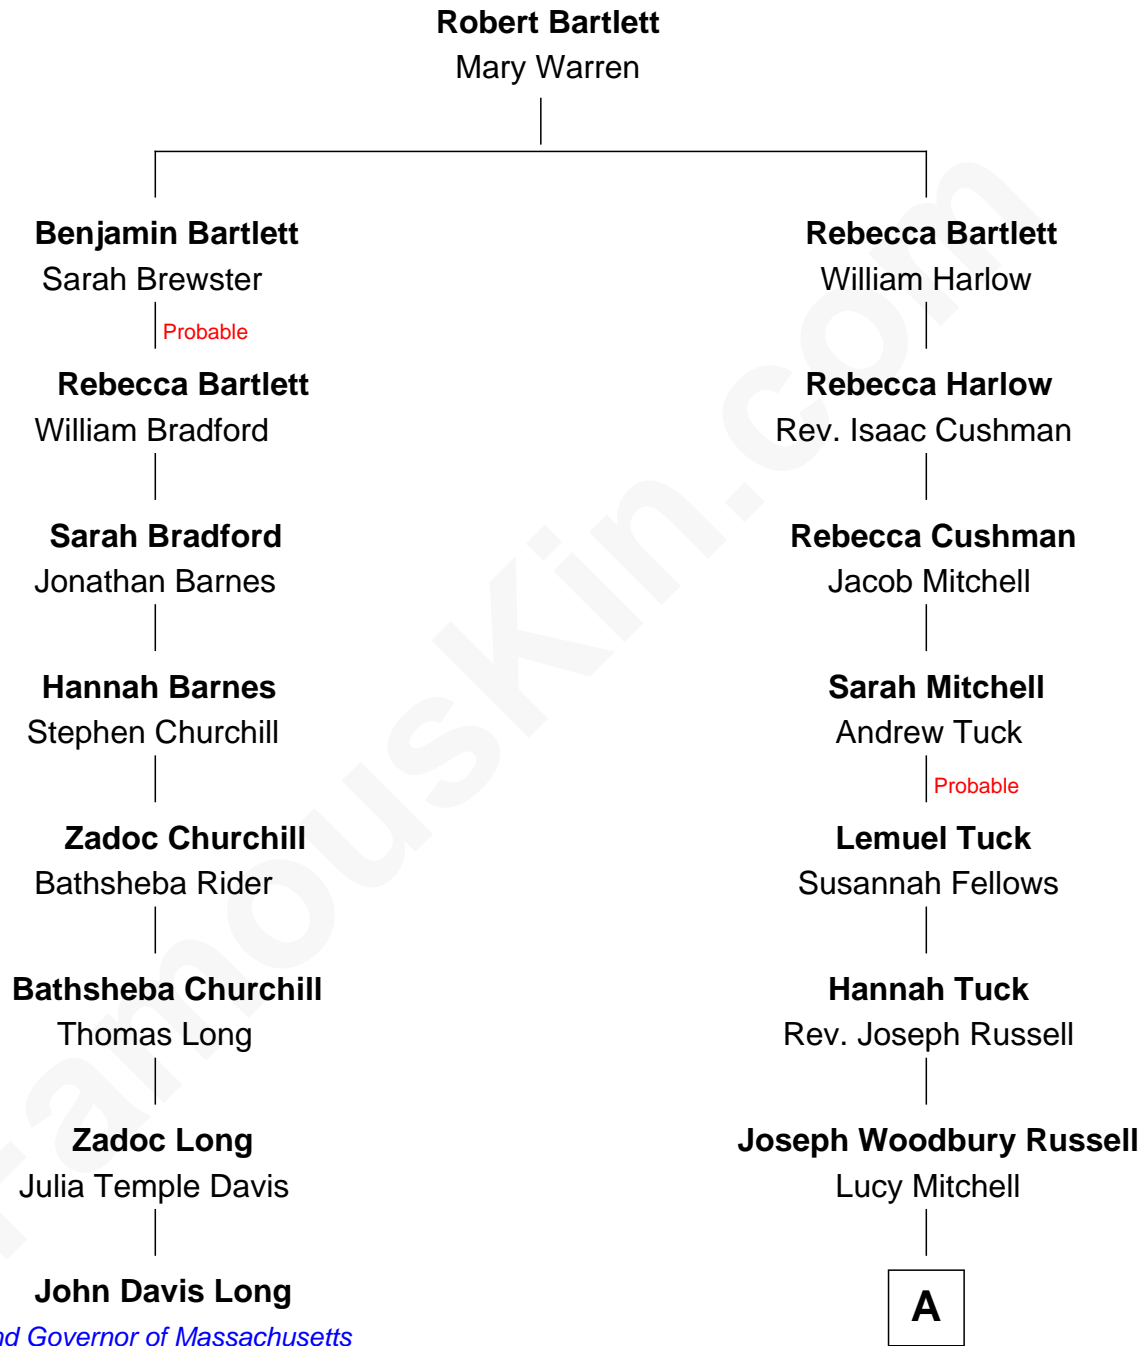 Robert Bartlett
Mary Warren
Benjamin Bartlett
Sarah Brewster
Rebecca Bartlett
William Harlow
Probable
Rebecca Bartlett
William Bradford
Rebecca Harlow
Rev. Isaac Cushman
Sarah Bradford
Jonathan Barnes
Rebecca Cushman
Jacob Mitchell
Hannah Barnes
Stephen Churchill
Sarah Mitchell
Andrew Tuck
Probable
Zadoc Churchill
Bathsheba Rider
Lemuel Tuck
Susannah Fellows
Bathsheba Churchill
Thomas Long
Hannah Tuck
Rev. Joseph Russell
Zadoc Long
Julia Temple Davis
Joseph Woodbury Russell
Lucy Mitchell
John Davis Long
Governor of Massachusetts
A
FamousKin.com